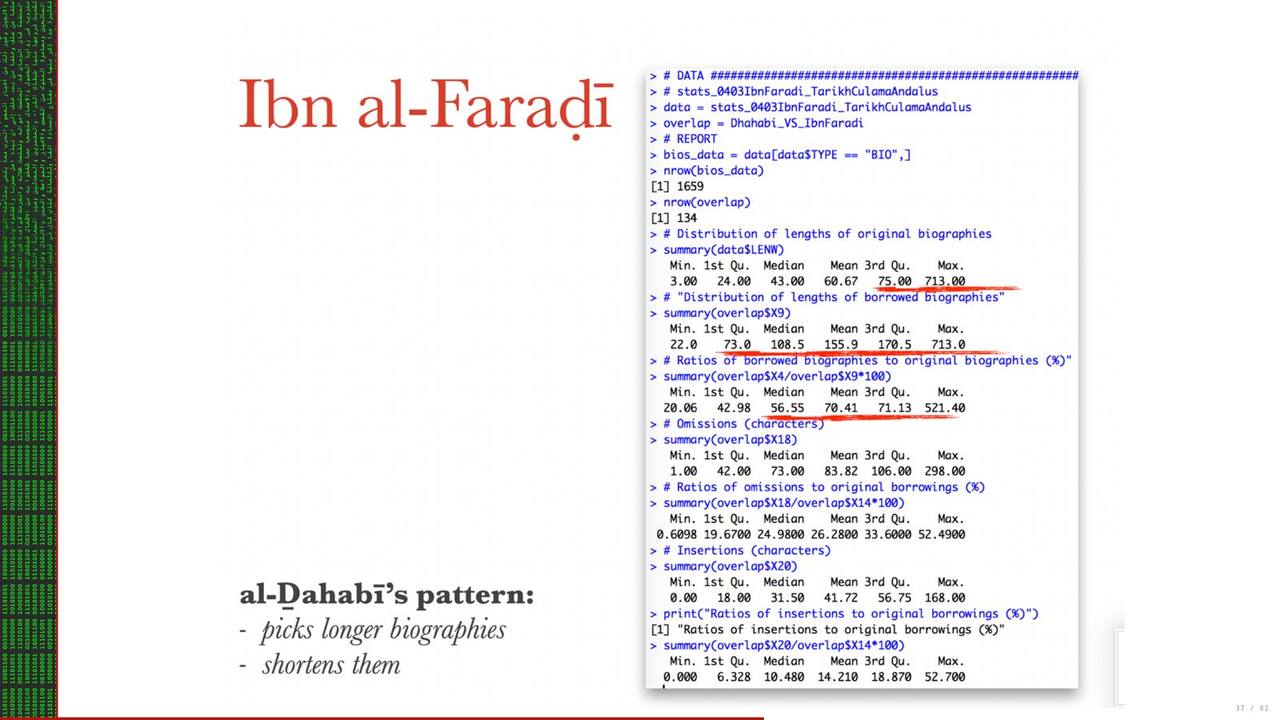 Ibn al-Faraḍī
al-Ḏahabī’s pattern:
- picks longer biographies
- shortens them
> # DATA #######################################################
> # stats_0403IbnFaradi_TarikhCulamaAndalus
> data = stats_0403IbnFaradi_TarikhCulamaAndalus
> overlap = Dhahabi_VS_IbnFaradi
> # REPORT
> bios_data = data[data$TYPE == "BIO",]
> nrow(bios_data)
[1] 1659
> nrow(overlap)
[1] 134
> # Distribution of lengths of original biographies
> summary(data$LENW)
Min. 1st Qu. Median Mean 3rd Qu. Max.
3.00 24.00 43.00 60.67 75.00 713.00
> # "Distribution of lengths of borrowed biographies"
> summary(overlap$X9)
Min. 1st Qu. Median Mean 3rd Qu. Max.
22.0 73.0 108.5 155.9 170.5 713.0
> # Ratios of borrowed biographies to original biographies (%)"
> summary(overlap$X4/overlap$X9*100)
Min. 1st Qu. Median Mean 3rd Qu. Max.
20.06 42.98 56.55 70.41 71.13 521.40
> # Omissions (characters)
> summary(overlap$X18)
Min. 1st Qu. Median Mean 3rd Qu. Max.
1.00 42.00 73.00 83.82 106.00 298.00
> # Ratios of omissions to original borrowings (%)
> summary(overlap$X18/overlap$X14*100)
Min. 1st Qu. Median Mean 3rd Qu. Max.
0.6098 19.6700 24.9800 26.2800 33.6000 52.4900
> # Insertions (characters)
> summary(overlap$X20)
Min. 1st Qu. Median Mean 3rd Qu. Max.
0.00 18.00 31.50 41.72 56.75 168.00
> print("Ratios of insertions to original borrowings (%)")
[1] "Ratios of insertions to original borrowings (%)"
> summary(overlap$X20/overlap$X14*100)
Min. 1st Qu. Median Mean 3rd Qu. Max.
0.000 6.328 10.480 14.210 18.870 52.700
37 / 62